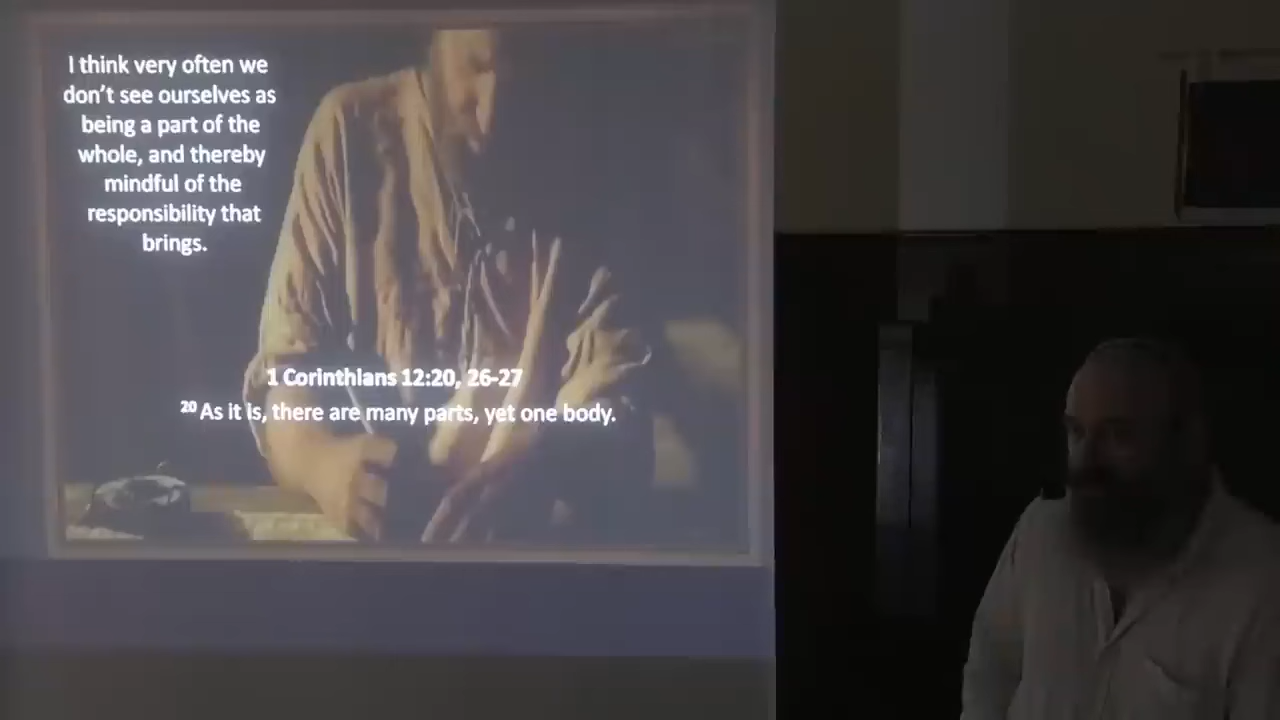 I think very often we
don't see ourselves as
being a part of the
whole, and thereby
mindful of the
responsibility that
brings.
1 Corinthians 12:20, 26-27
20 As it is, there are many parts, yet one body.